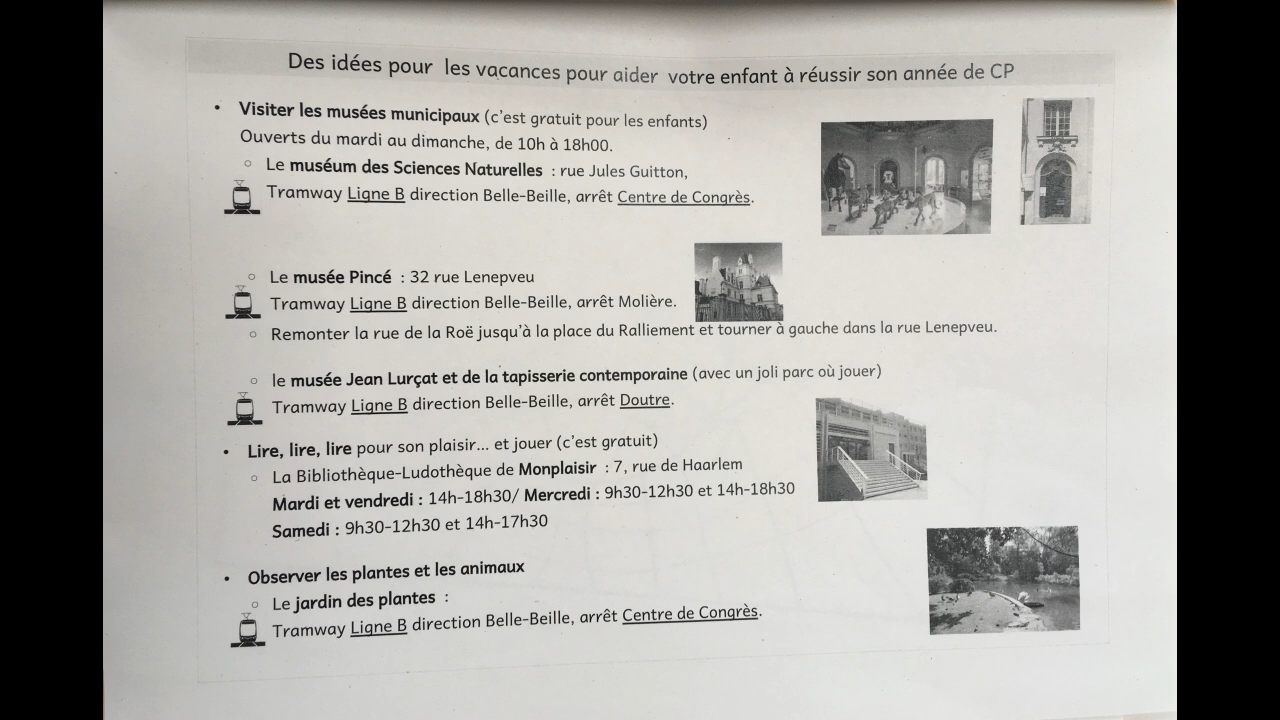 Des idées pour les vacances pour aider votre enfant à réussir son année de CP
• Visiter les musées municipaux (c'est gratuit pour les enfants)
Ouverts du mardi au dimanche, de 10h à 18h00.
○ Le muséum des Sciences Naturelles : rue Jules Guitton,
Tramway Ligne B direction Belle-Beille, arrêt Centre de Congrès.
○ Le musée Pincé : 32 rue Lenepveu
Tramway Ligne B direction Belle-Beille, arrêt Molière.
○ Remonter la rue de la Roë jusqu'à la place du Ralliement et tourner à gauche dans la rue Lenepveu.
○ le musée Jean Lurçat et de la tapisserie contemporaine (avec un joli parc où jouer)
Tramway Ligne B direction Belle-Beille, arrêt Doutre.
• Lire, lire, lire pour son plaisir... et jouer (c'est gratuit)
○ La Bibliothèque-Ludothèque de Monplaisir : 7, rue de Haarlem
Mardi et vendredi : 14h-18h30/ Mercredi : 9h30-12h30 et 14h-18h30
Samedi : 9h30-12h30 et 14h-17h30
• Observer les plantes et les animaux
○ Le jardin des plantes :
Tramway Ligne B direction Belle-Beille, arrêt Centre de Congrès.